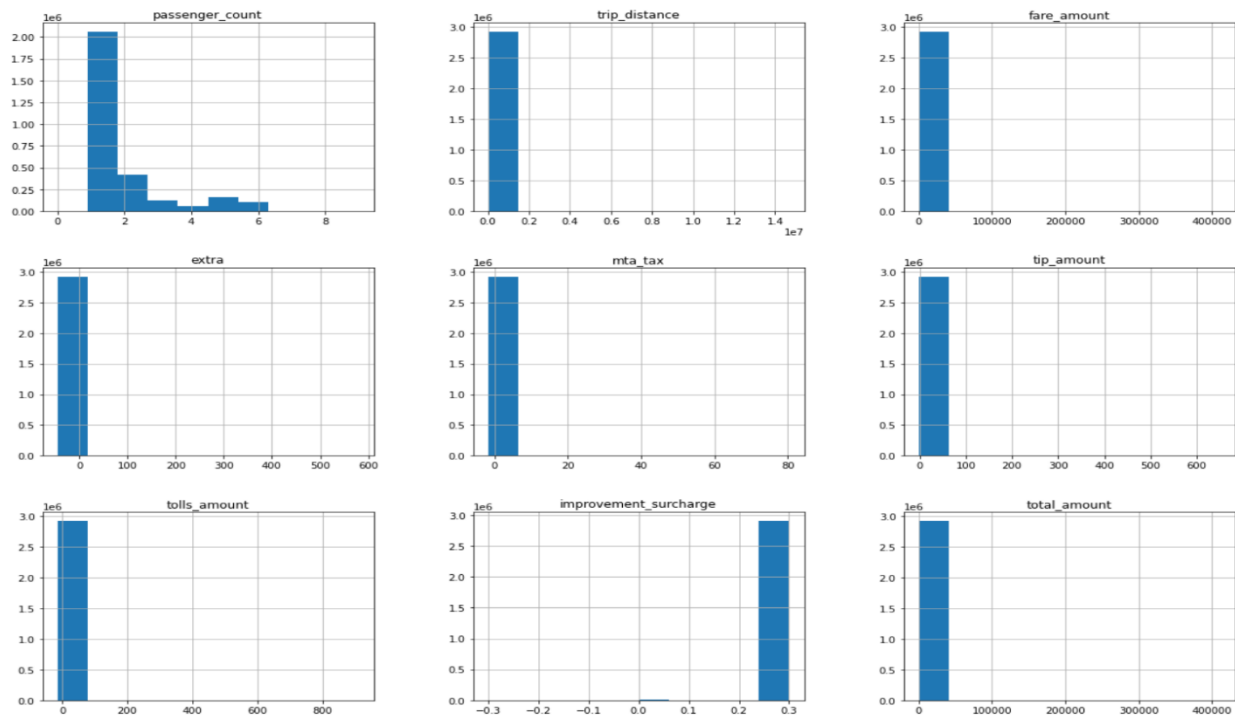 passenger_count
1e6
2.00
1.75
1.50
1.25
1.00
0.75
0.50
0.25
0.00
0 2 4 6 8
trip_distance
1e6
3.0
2.5
2.0
1.5
1.0
0.5
0.0
0.0 0.2 0.4 0.6 0.8 1.0 1.2 1.4
1e7
fare_amount
1e6
3.0
2.5
2.0
1.5
1.0
0.5
0.0
0 100000 200000 300000 400000
extra
1e6
3.0
2.5
2.0
1.5
1.0
0.5
0.0
0 100 200 300 400 500 600
mta_tax
1e6
3.0
2.5
2.0
1.5
1.0
0.5
0.0
0 20 40 60 80
tip_amount
1e6
3.0
2.5
2.0
1.5
1.0
0.5
0.0
0 100 200 300 400 500 600
tolls_amount
1e6
3.0
2.5
2.0
1.5
1.0
0.5
0.0
0 200 400 600 800
improvement_surcharge
1e6
3.0
2.5
2.0
1.5
1.0
0.5
0.0
−0.3 −0.2 −0.1 0.0 0.1 0.2 0.3
total_amount
1e6
3.0
2.5
2.0
1.5
1.0
0.5
0.0
0 100000 200000 300000 400000